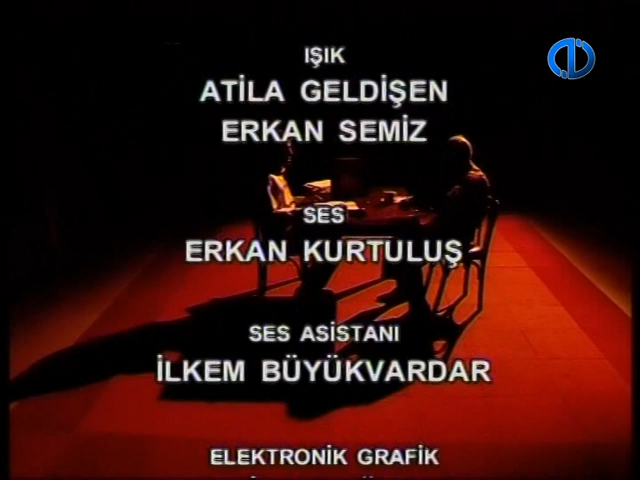 IŞIK
ATİLA GELDİŞEN
ERKAN SEMİZ
SES
ERKAN KURTULUŞ
SES ASİSTANI
İLKEM BÜYÜKVARDAR
ELEKTRONİK GRAFİK